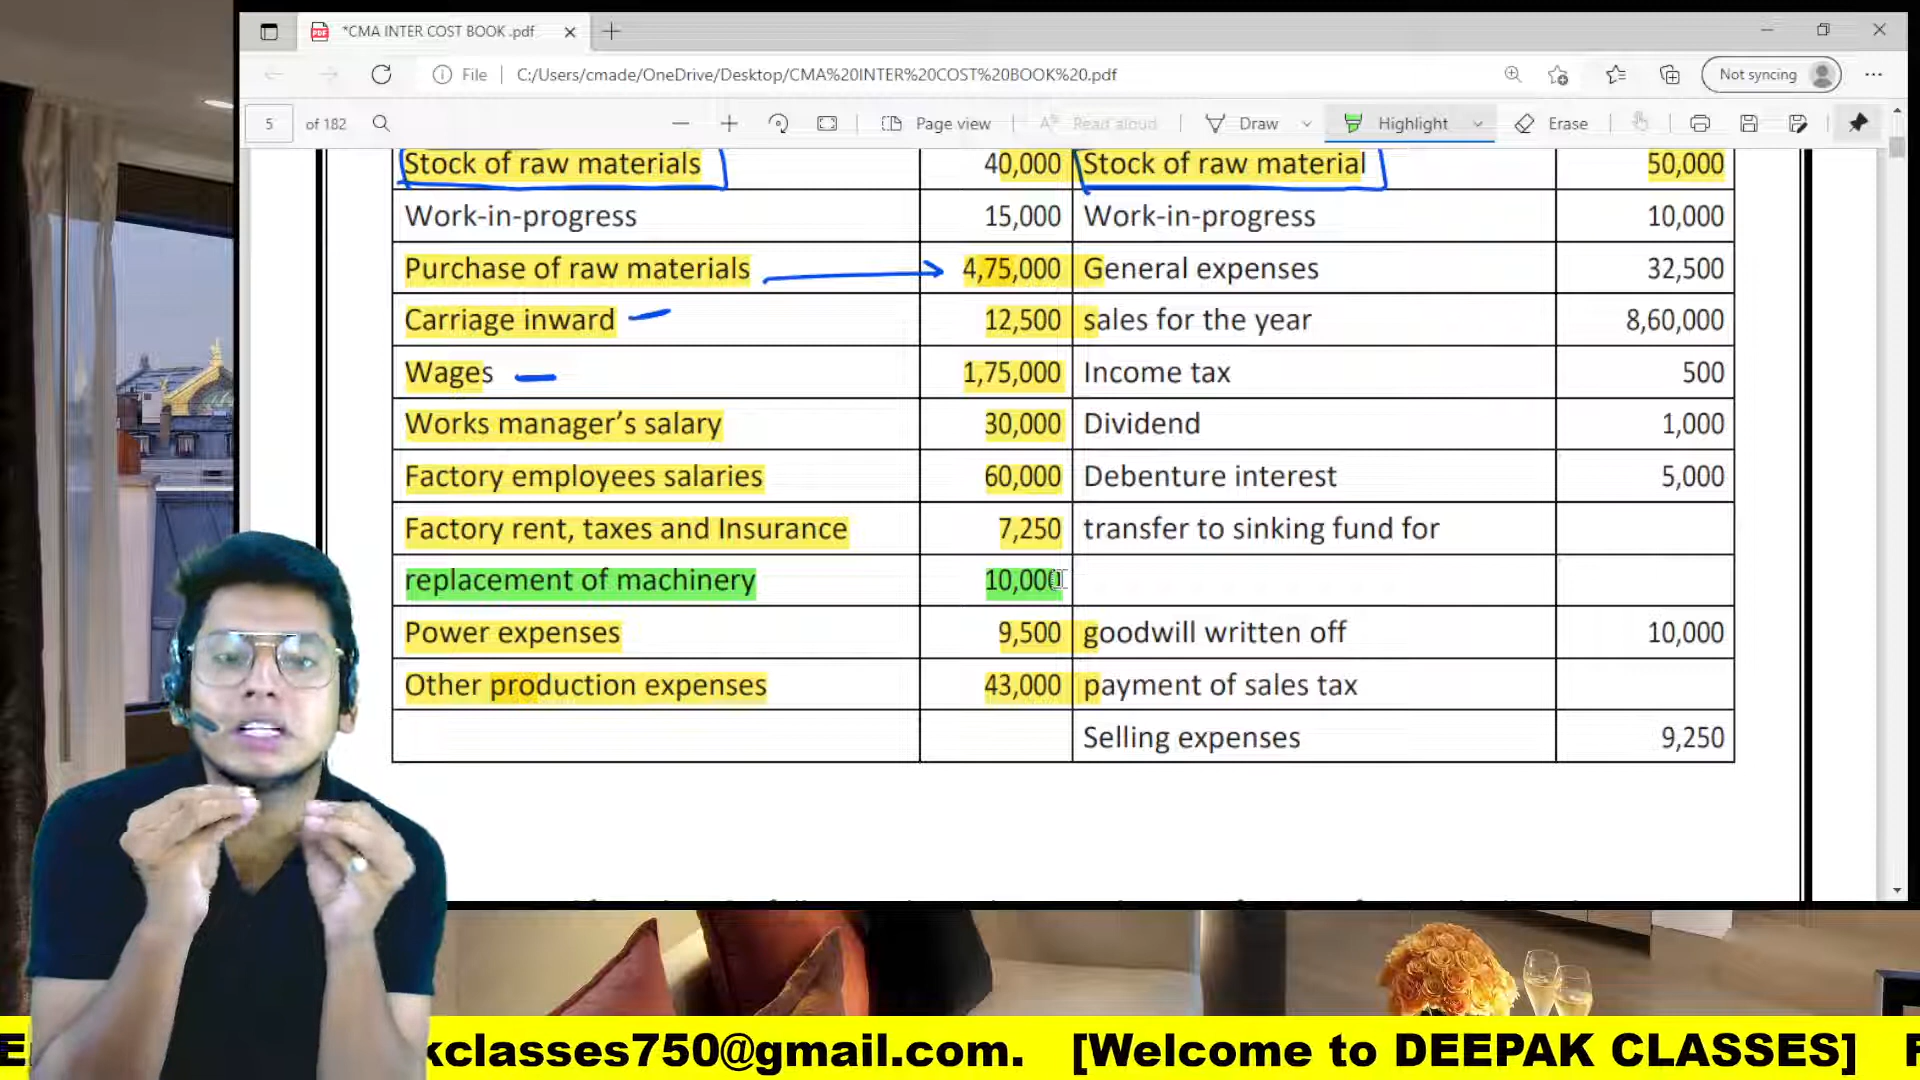 *CMA INTER COST BOOK .pdf
File C:/Users/cmade/OneDrive/Desktop/CMA%20INTER%20COST%20BOOK%20.pdf Not syncing
5 of 182 Page view Read aloud Draw Highlight Erase
Stock of raw materials 40,000 Stock of raw material 50,000
Work-in-progress 15,000 Work-in-progress 10,000
Purchase of raw materials 4,75,000 General expenses 32,500
Carriage inward 12,500 sales for the year 8,60,000
Wages 1,75,000 Income tax 500
Works manager’s salary 30,000 Dividend 1,000
Factory employees salaries 60,000 Debenture interest 5,000
Factory rent, taxes and Insurance 7,250 transfer to sinking fund for
replacement of machinery 10,000
Power expenses 9,500 goodwill written off 10,000
Other production expenses 43,000 payment of sales tax
Selling expenses 9,250
kclasses750@gmail.com. [Welcome to DEEPAK CLASSES]